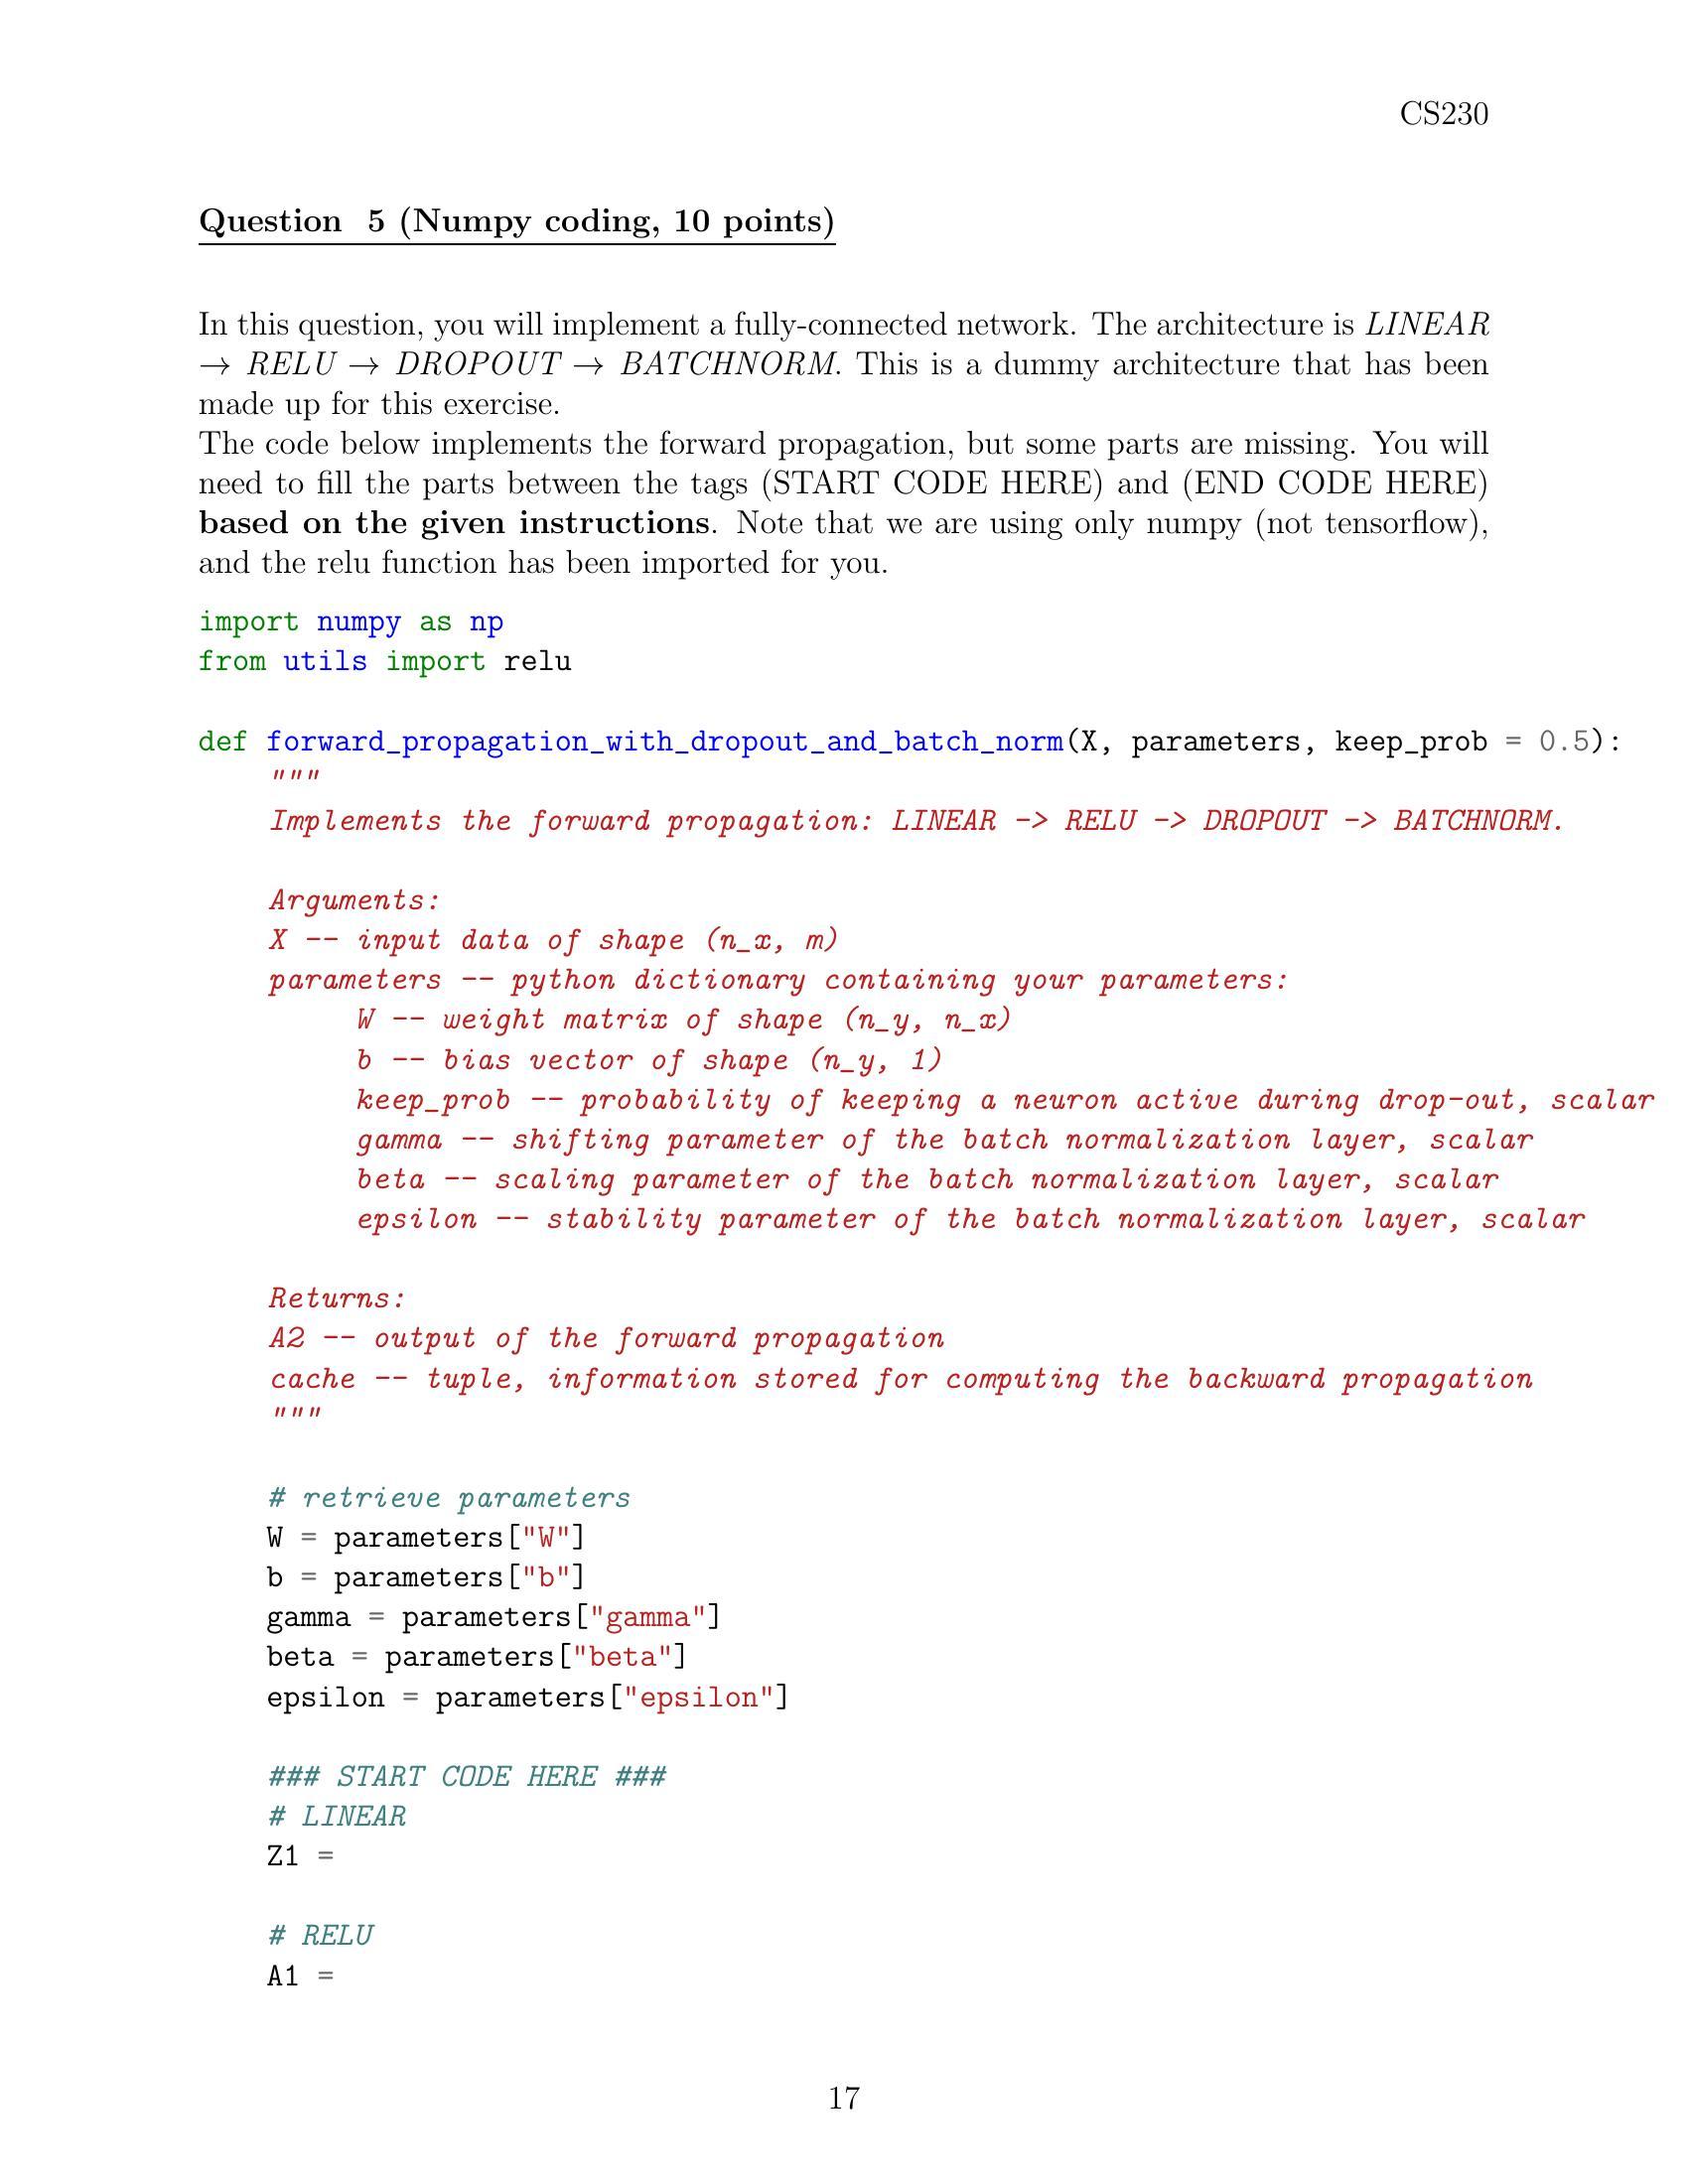 CS230
Question 5 (Numpy coding, 10 points)
In this question, you will implement a fully-connected network. The architecture is LINEAR
→ RELU → DROPOUT → BATCHNORM. This is a dummy architecture that has been
made up for this exercise.
The code below implements the forward propagation, but some parts are missing. You will
need to fill the parts between the tags (START CODE HERE) and (END CODE HERE)
based on the given instructions. Note that we are using only numpy (not tensorflow),
and the relu function has been imported for you.
import numpy as np
from utils import relu
def forward_propagation_with_dropout_and_batch_norm(X, parameters, keep_prob = 0.5):
"""
Implements the forward propagation: LINEAR -> RELU -> DROPOUT -> BATCHNORM.
Arguments:
X -- input data of shape (n_x, m)
parameters -- python dictionary containing your parameters:
W -- weight matrix of shape (n_y, n_x)
b -- bias vector of shape (n_y, 1)
keep_prob -- probability of keeping a neuron active during drop-out, scalar
gamma -- shifting parameter of the batch normalization layer, scalar
beta -- scaling parameter of the batch normalization layer, scalar
epsilon -- stability parameter of the batch normalization layer, scalar
Returns:
A2 -- output of the forward propagation
cache -- tuple, information stored for computing the backward propagation
"""
# retrieve parameters
W = parameters["W"]
b = parameters["b"]
gamma = parameters["gamma"]
beta = parameters["beta"]
epsilon = parameters["epsilon"]
### START CODE HERE ###
# LINEAR
Z1 =
# RELU
A1 =
17